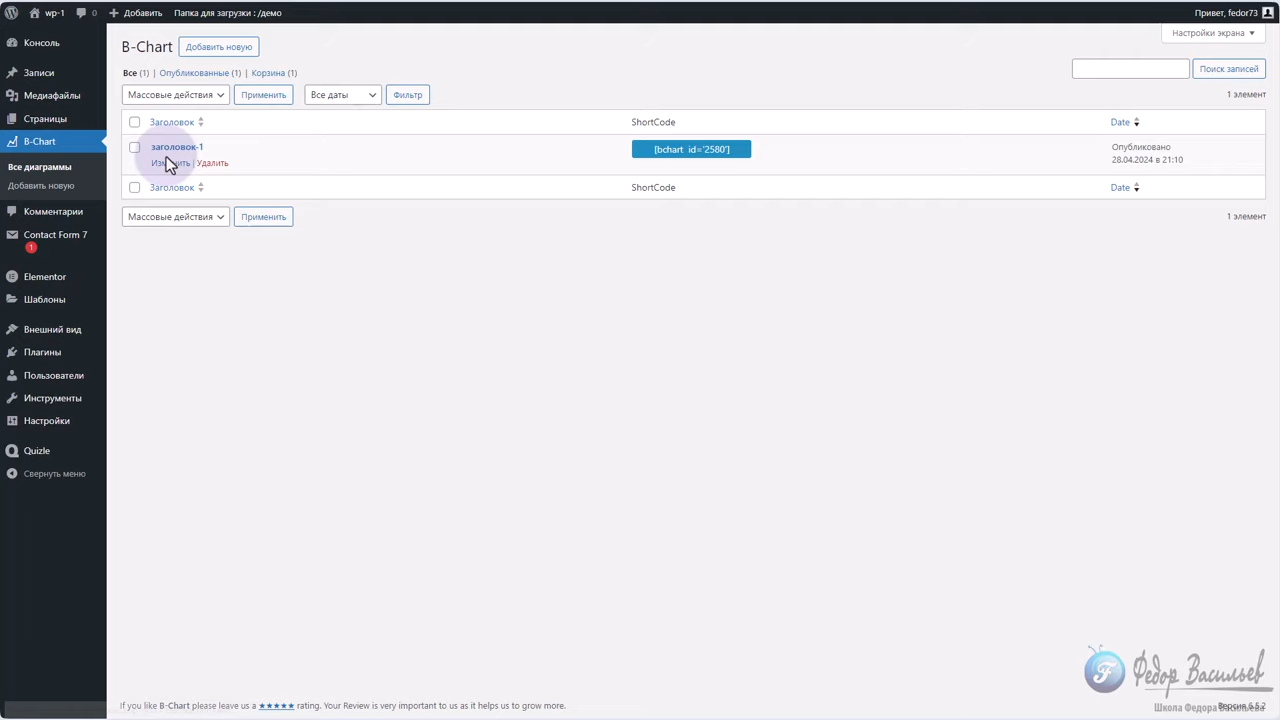 wp-1 0 Добавить Папка для загрузки : /демо Привет, fedor73
Настройки экрана
Консоль
Записи
Медиафайлы
Страницы
B-Chart
Все диаграммы
Добавить новую
Комментарии
Contact Form 7
1
Elementor
Шаблоны
Внешний вид
Плагины
Пользователи
Инструменты
Настройки
Quizle
Свернуть меню
B-Chart Добавить новую
Все (1) | Опубликованные (1) | Корзина (1)
Поиск записей
Массовые действия Применить Все даты Фильтр 1 элемент
Заголовок ShortCode Date
заголовок-1 [bchart id='2580'] Опубликовано
Изменить | Удалить 28.04.2024 в 21:10
Заголовок ShortCode Date
Массовые действия Применить 1 элемент
Федор Васильев
Школа Федора Васильева
If you like B-Chart please leave us a ★★★★★ rating. Your Review is very important to us as it helps us to grow more. Версия 6.5.2